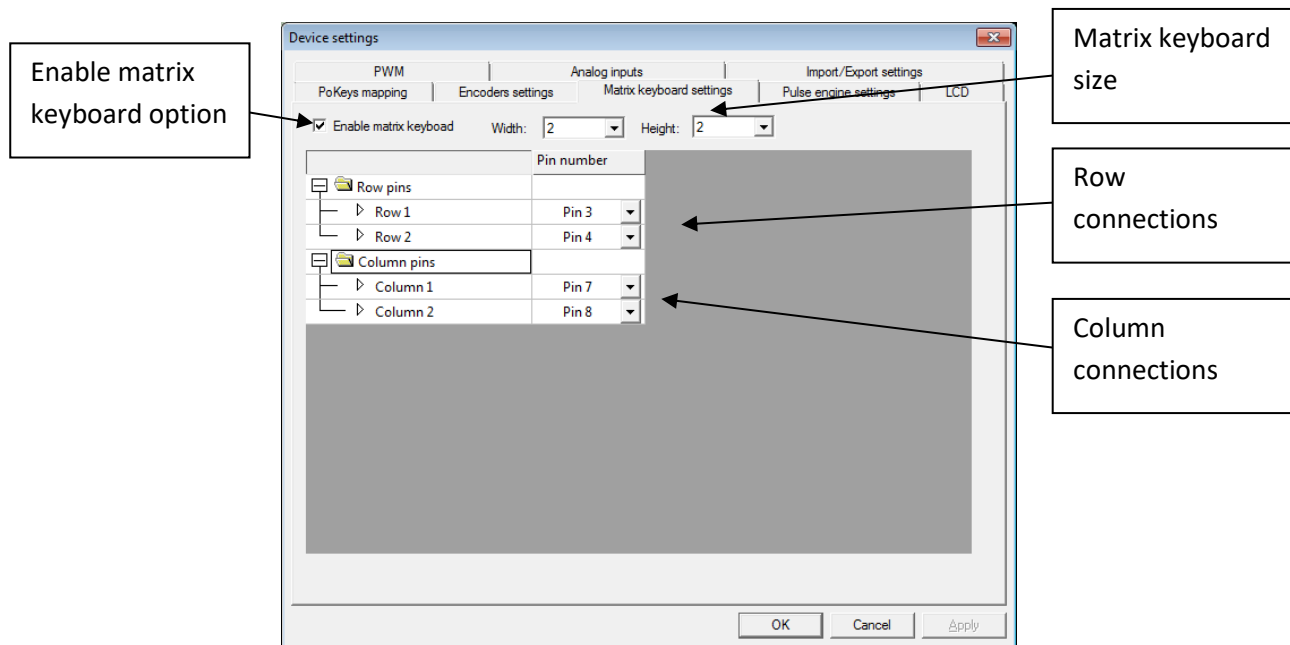 Device settings
Enable matrix
keyboard option
Matrix keyboard
size
PWM
Analog inputs
Import/Export settings
PoKeys mapping
Encoders settings
Matrix keyboard settings
Pulse engine settings
LCD
Enable matrix keyboad
Width: 2
Height: 2
Pin number
Row pins
Row 1 Pin 3
Row 2 Pin 4
Column pins
Column 1 Pin 7
Column 2 Pin 8
Row
connections
Column
connections
OK
Cancel
Apply